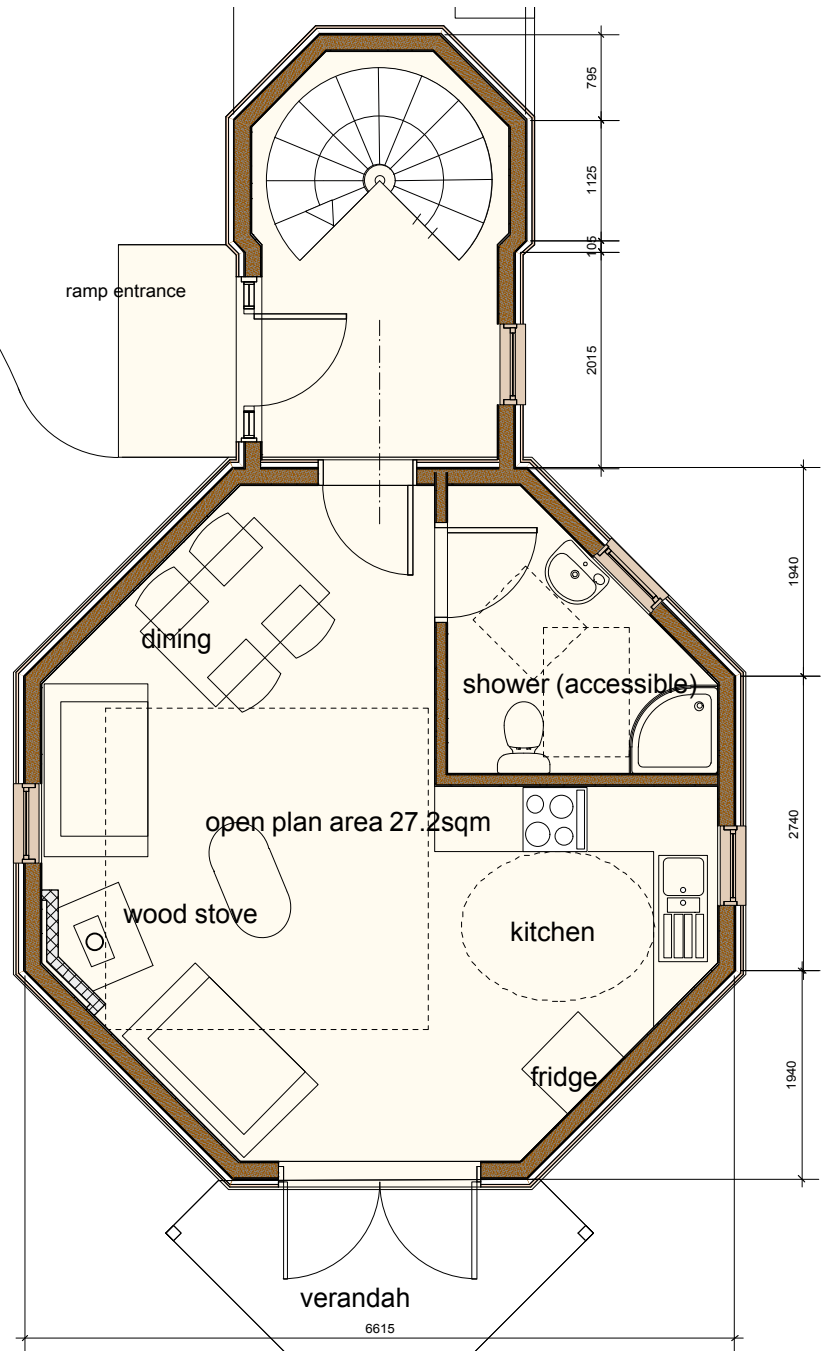 795
1125
105
ramp entrance
2015
1940
dining
shower (accessible)
open plan area 27.2sqm
2740
wood stove
kitchen
fridge
1940
verandah
6615